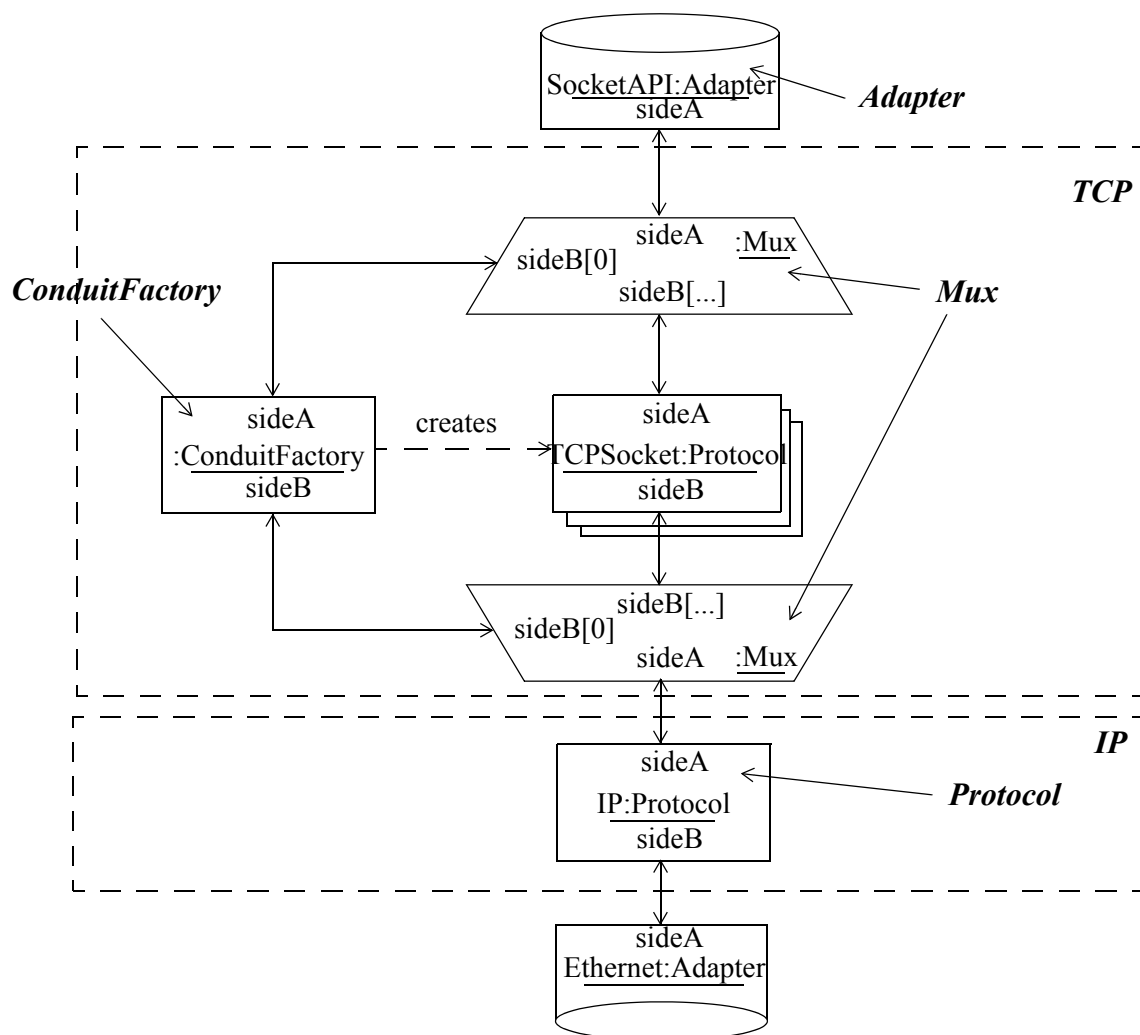 SocketAPI:Adapter
sideA
Adapter
TCP
sideA
:Mux
sideB[0]
sideB[...]
ConduitFactory
Mux
sideA
:ConduitFactory
sideB
creates
sideA
TCPSocket:Protocol
sideB
sideB[...]
sideB[0]
sideA
:Mux
IP
sideA
IP:Protocol
sideB
Protocol
sideA
Ethernet:Adapter